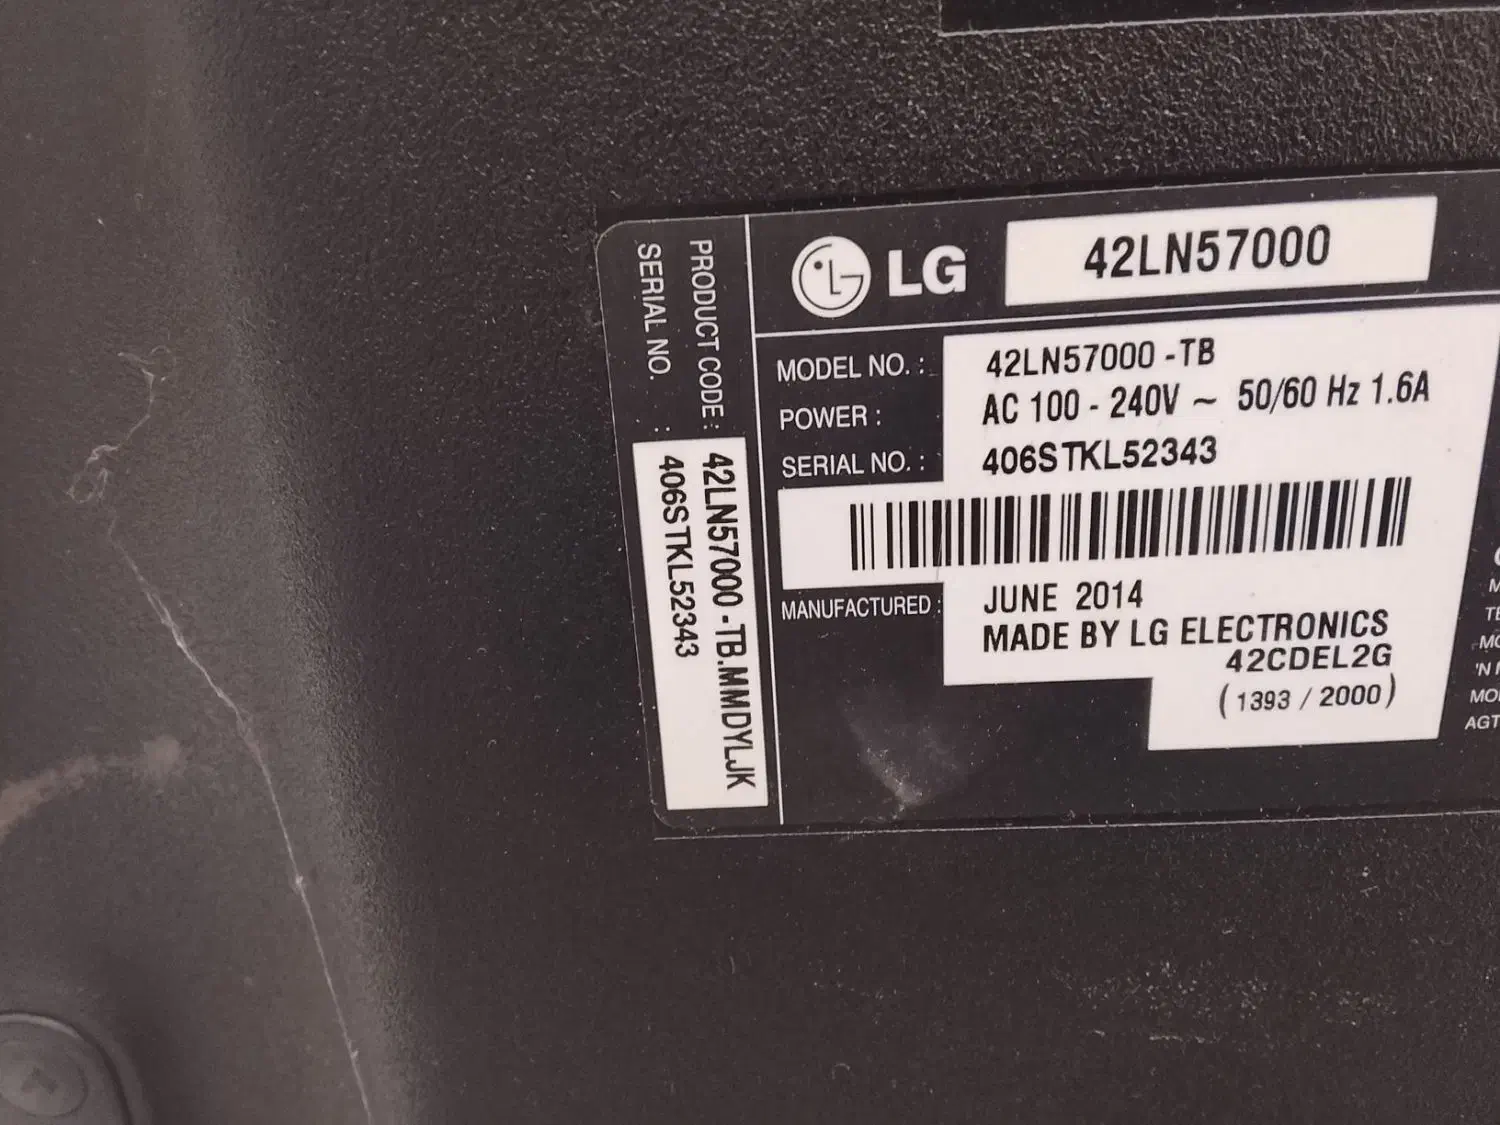 LG 42LN57000
MODEL NO. : 42LN57000 -TB
POWER : AC 100 - 240V ~ 50/60 Hz 1.6A
SERIAL NO. : 406STKL52343
MANUFACTURED : JUNE 2014
MADE BY LG ELECTRONICS
42CDEL2G
(1393 / 2000)
PRODUCT CODE : 42LN57000 -TB.MMDYLJK
SERIAL NO. : 406STKL52343
'N
AGT